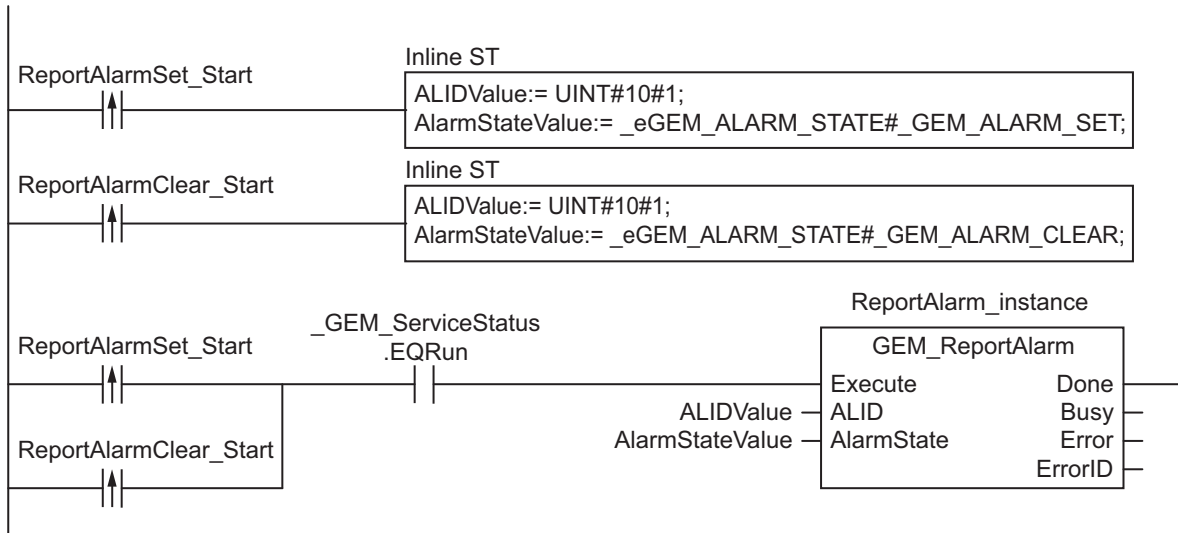 Inline ST
ReportAlarmSet_Start
ALIDValue:= UINT#10#1;
AlarmStateValue:= _eGEM_ALARM_STATE#_GEM_ALARM_SET;
Inline ST
ReportAlarmClear_Start
ALIDValue:= UINT#10#1;
AlarmStateValue:= _eGEM_ALARM_STATE#_GEM_ALARM_CLEAR;
ReportAlarm_instance
_GEM_ServiceStatus
.EQRun
ReportAlarmSet_Start
GEM_ReportAlarm
Execute Done
ALIDValue ALID Busy
AlarmStateValue AlarmState Error
ReportAlarmClear_Start
ErrorID